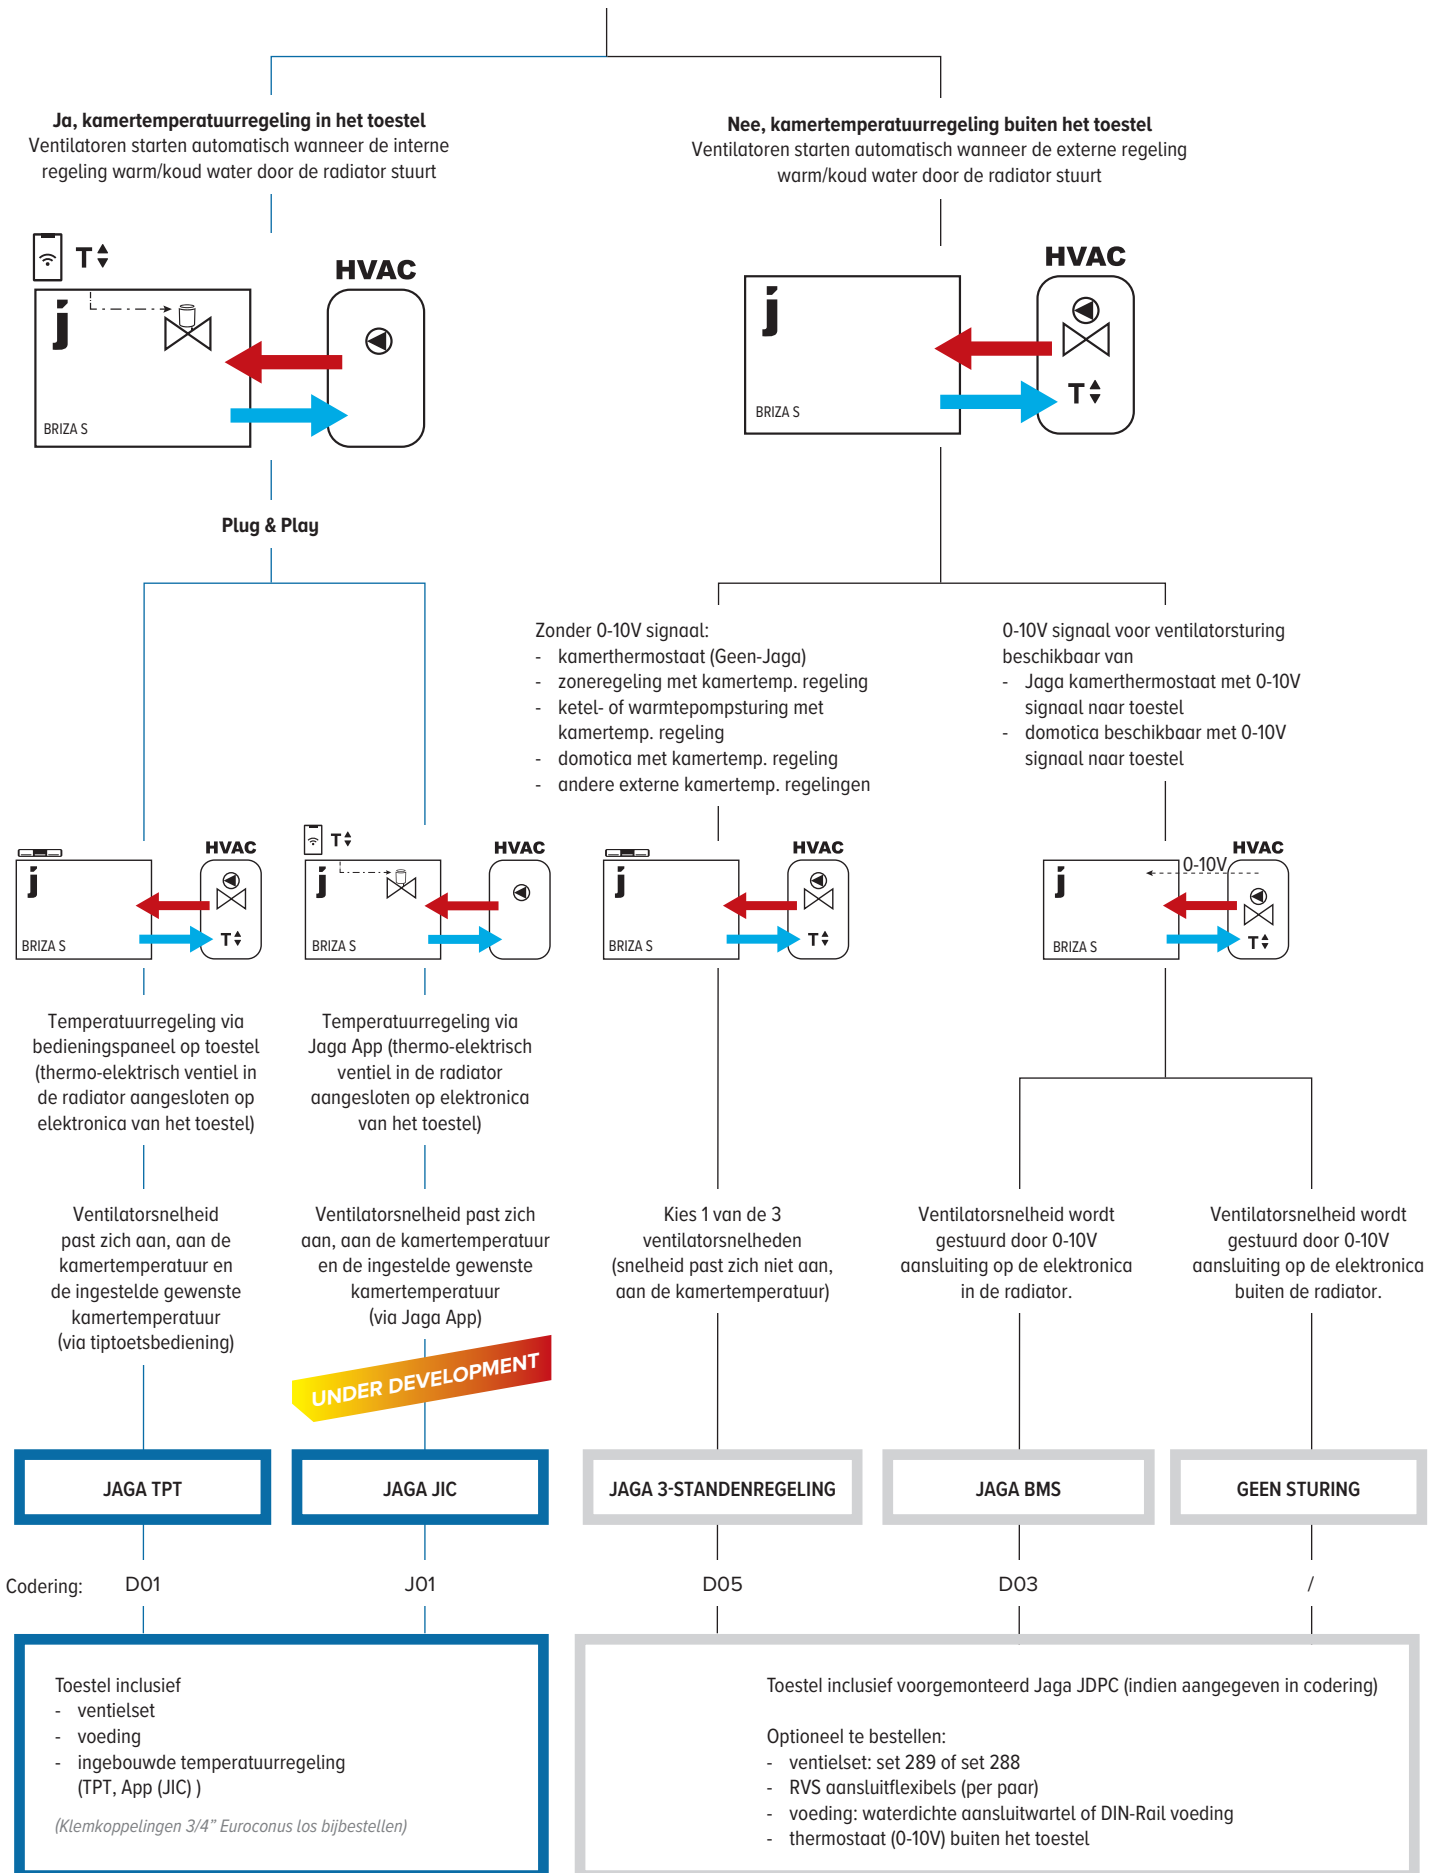 Ja, kamertemperatuurregeling in het toestel
Ventilatoren starten automatisch wanneer de interne
regeling warm/koud water door de radiator stuurt
Nee, kamertemperatuurregeling buiten het toestel
Ventilatoren starten automatisch wanneer de externe regeling
warm/koud water door de radiator stuurt
T
HVAC
j
BRIZA S
HVAC
j
T
BRIZA S
Plug & Play
Zonder 0-10V signaal:
- kamerthermostaat (Geen-Jaga)
- zoneregeling met kamertemp. regeling
- ketel- of warmtepompsturing met
kamertemp. regeling
- domotica met kamertemp. regeling
- andere externe kamertemp. regelingen
0-10V signaal voor ventilatorsturing
beschikbaar van
- Jaga kamerthermostaat met 0-10V
signaal naar toestel
- domotica beschikbaar met 0-10V
signaal naar toestel
HVAC
j
T
BRIZA S
T
HVAC
j
BRIZA S
HVAC
j
T
BRIZA S
HVAC
0-10V
j
T
BRIZA S
Temperatuurregeling via
bedieningspaneel op toestel
(thermo-elektrisch ventiel in
de radiator aangesloten op
elektronica van het toestel)
Temperatuurregeling via
Jaga App (thermo-elektrisch
ventiel in de radiator
aangesloten op elektronica
van het toestel)
Ventilatorsnelheid
past zich aan, aan de
kamertemperatuur en
de ingestelde gewenste
kamertemperatuur
(via tiptoetsbediening)
Ventilatorsnelheid past zich
aan, aan de kamertemperatuur
en de ingestelde gewenste
kamertemperatuur
(via Jaga App)
Kies 1 van de 3
ventilatorsnelheden
(snelheid past zich niet aan,
aan de kamertemperatuur)
Ventilatorsnelheid wordt
gestuurd door 0-10V
aansluiting op de elektronica
in de radiator.
Ventilatorsnelheid wordt
gestuurd door 0-10V
aansluiting op de elektronica
buiten de radiator.
UNDER DEVELOPMENT
JAGA TPT
JAGA JIC
JAGA 3-STANDENREGELING
JAGA BMS
GEEN STURING
Codering: D01 J01 D05 D03 /
Toestel inclusief
- ventielset
- voeding
- ingebouwde temperatuurregeling
(TPT, App (JIC) )
(Klemkoppelingen 3/4” Euroconus los bijbestellen)
Toestel inclusief voorgemonteerd Jaga JDPC (indien aangegeven in codering)
Optioneel te bestellen:
- ventielset: set 289 of set 288
- RVS aansluitflexibels (per paar)
- voeding: waterdichte aansluitwartel of DIN-Rail voeding
- thermostaat (0-10V) buiten het toestel